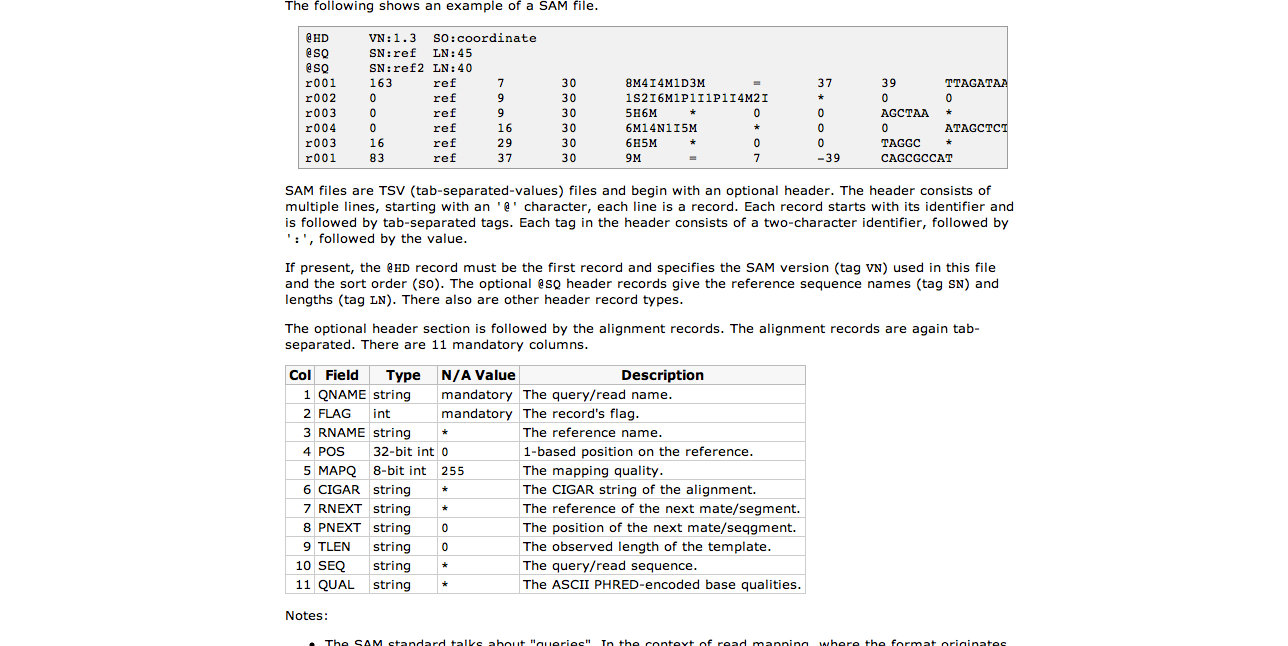 The following shows an example of a SAM file.
@HD VN:1.3 SO:coordinate
@SQ SN:ref LN:45
@SQ SN:ref2 LN:40
r001 163 ref 7 30 8M4I4M1D3M = 37 39 TTAGATAA
r002 0 ref 9 30 1S2I6M1P1I1P1I4M2I * 0 0
r003 0 ref 9 30 5H6M * 0 0 AGCTAA *
r004 0 ref 16 30 6M14N1I5M * 0 0 ATAGCTCT
r003 16 ref 29 30 6H5M * 0 0 TAGGC *
r001 83 ref 37 30 9M = 7 -39 CAGCGCCAT
SAM files are TSV (tab-separated-values) files and begin with an optional header. The header consists of
multiple lines, starting with an '@' character, each line is a record. Each record starts with its identifier and
is followed by tab-separated tags. Each tag in the header consists of a two-character identifier, followed by
':', followed by the value.
If present, the @HD record must be the first record and specifies the SAM version (tag VN) used in this file
and the sort order (SO). The optional @SQ header records give the reference sequence names (tag SN) and
lengths (tag LN). There also are other header record types.
The optional header section is followed by the alignment records. The alignment records are again tab-
separated. There are 11 mandatory columns.
Col Field Type N/A Value Description
1 QNAME string mandatory The query/read name.
2 FLAG int mandatory The record's flag.
3 RNAME string * The reference name.
4 POS 32-bit int 0 1-based position on the reference.
5 MAPQ 8-bit int 255 The mapping quality.
6 CIGAR string * The CIGAR string of the alignment.
7 RNEXT string * The reference of the next mate/segment.
8 PNEXT string 0 The position of the next mate/seqgment.
9 TLEN string 0 The observed length of the template.
10 SEQ string * The query/read sequence.
11 QUAL string * The ASCII PHRED-encoded base qualities.
Notes:
• The SAM standard talks about "queries". In the context of read mapping, where the format originates